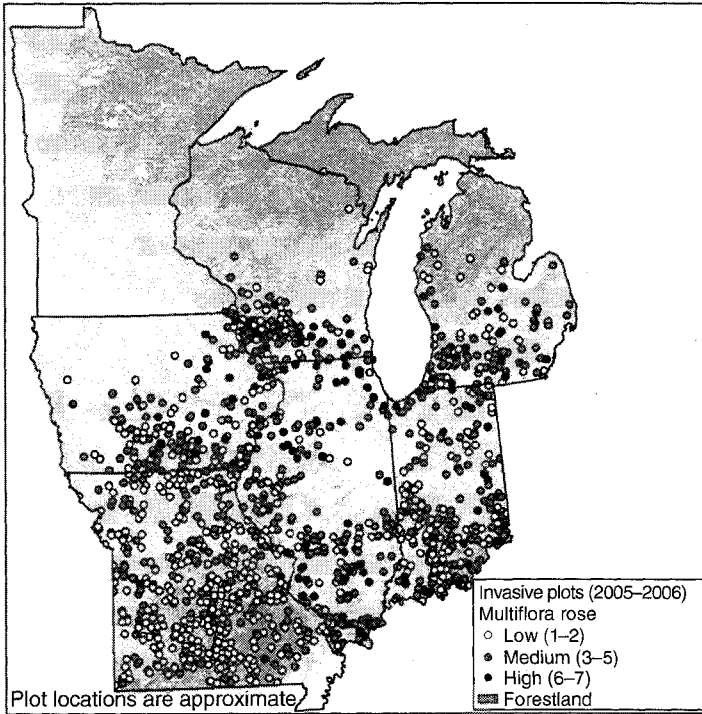 Invasive plots (2005–2006)
Multiflora rose
Low (1–2)
Medium (3–5)
High (6–7)
Forestland
Plot locations are approximate